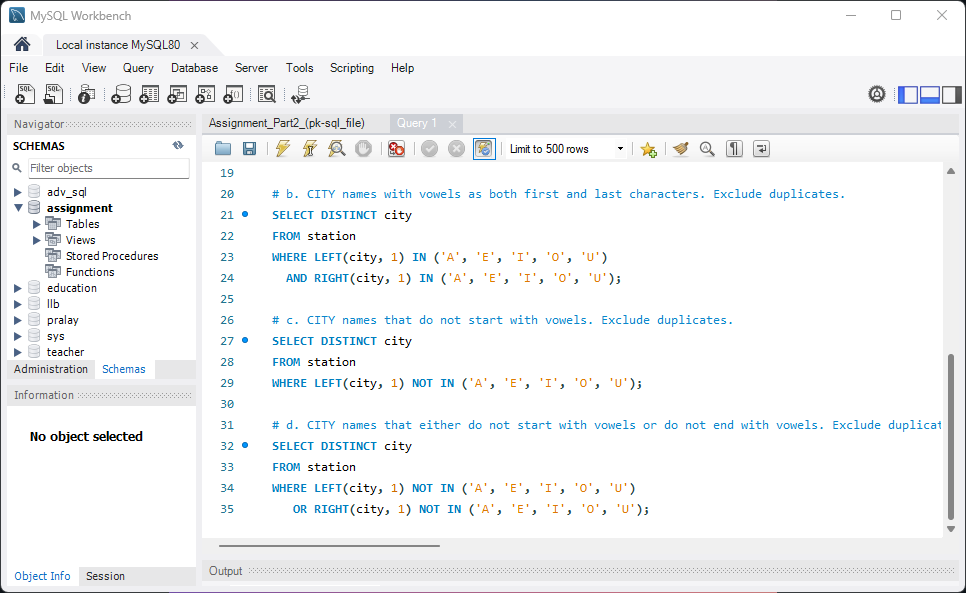 MySQL Workbench
Local instance MySQL80
File Edit View Query Database Server Tools Scripting Help
Navigator
SCHEMAS
Filter objects
adv_sql
assignment
Tables
Views
Stored Procedures
Functions
education
llb
pralay
sys
teacher
Administration Schemas
Information
No object selected
Object Info Session
Assignment_Part2_(pk-sql_file) Query 1
Limit to 500 rows
19
20 # b. CITY names with vowels as both first and last characters. Exclude duplicates.
21 SELECT DISTINCT city
22 FROM station
23 WHERE LEFT(city, 1) IN ('A', 'E', 'I', 'O', 'U')
24 AND RIGHT(city, 1) IN ('A', 'E', 'I', 'O', 'U');
25
26 # c. CITY names that do not start with vowels. Exclude duplicates.
27 SELECT DISTINCT city
28 FROM station
29 WHERE LEFT(city, 1) NOT IN ('A', 'E', 'I', 'O', 'U');
30
31 # d. CITY names that either do not start with vowels or do not end with vowels. Exclude duplicat
32 SELECT DISTINCT city
33 FROM station
34 WHERE LEFT(city, 1) NOT IN ('A', 'E', 'I', 'O', 'U')
35 OR RIGHT(city, 1) NOT IN ('A', 'E', 'I', 'O', 'U');
Output